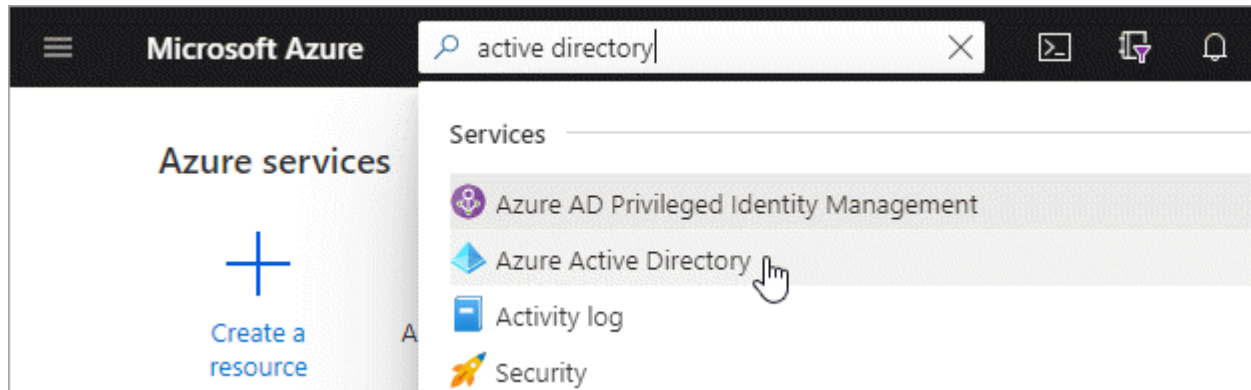 Microsoft Azure
active directory
Services
Azure services
Azure AD Privileged Identity Management
Azure Active Directory
Activity log
Security
Create a
resource
A